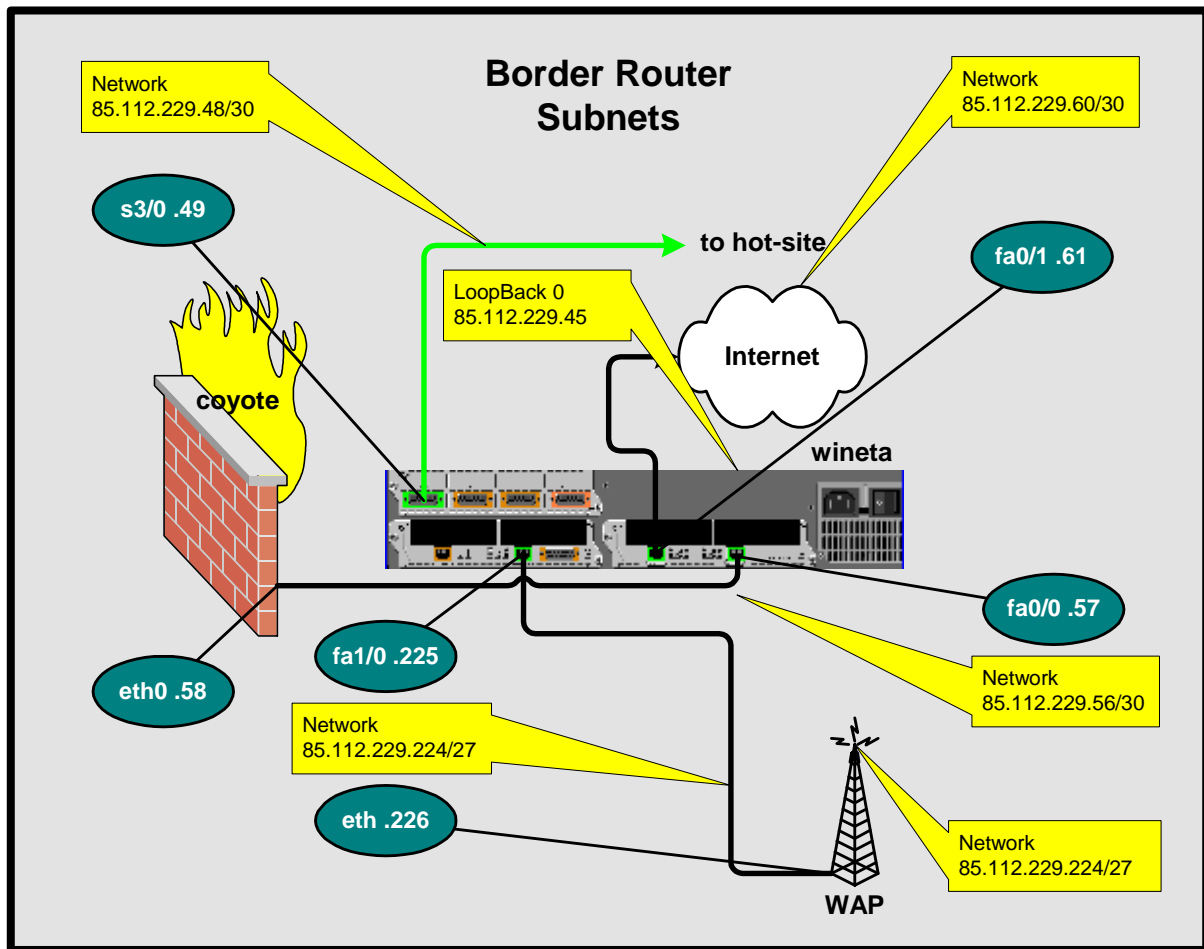 Border Router
Subnets
Network
85.112.229.48/30
Network
85.112.229.60/30
s3/0 .49
to hot-site
fa0/1 .61
LoopBack 0
85.112.229.45
Internet
coyote
wineta
fa0/0 .57
fa1/0 .225
eth0 .58
Network
85.112.229.56/30
Network
85.112.229.224/27
eth .226
Network
85.112.229.224/27
WAP